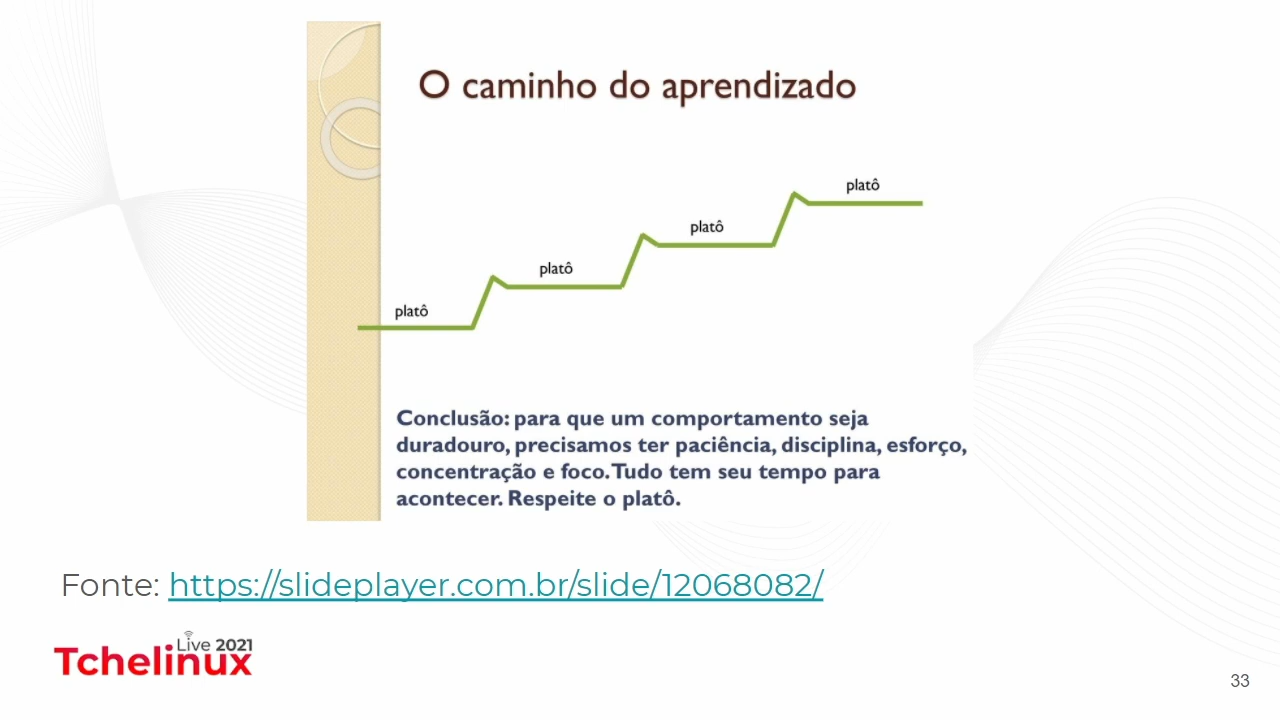 O caminho do aprendizado
platô
platô
platô
platô
Conclusão: para que um comportamento seja
duradouro, precisamos ter paciência, disciplina, esforço,
concentração e foco. Tudo tem seu tempo para
acontecer. Respeite o platô.
Fonte: https://slideplayer.com.br/slide/12068082/
Live 2021
Tchelinux
33